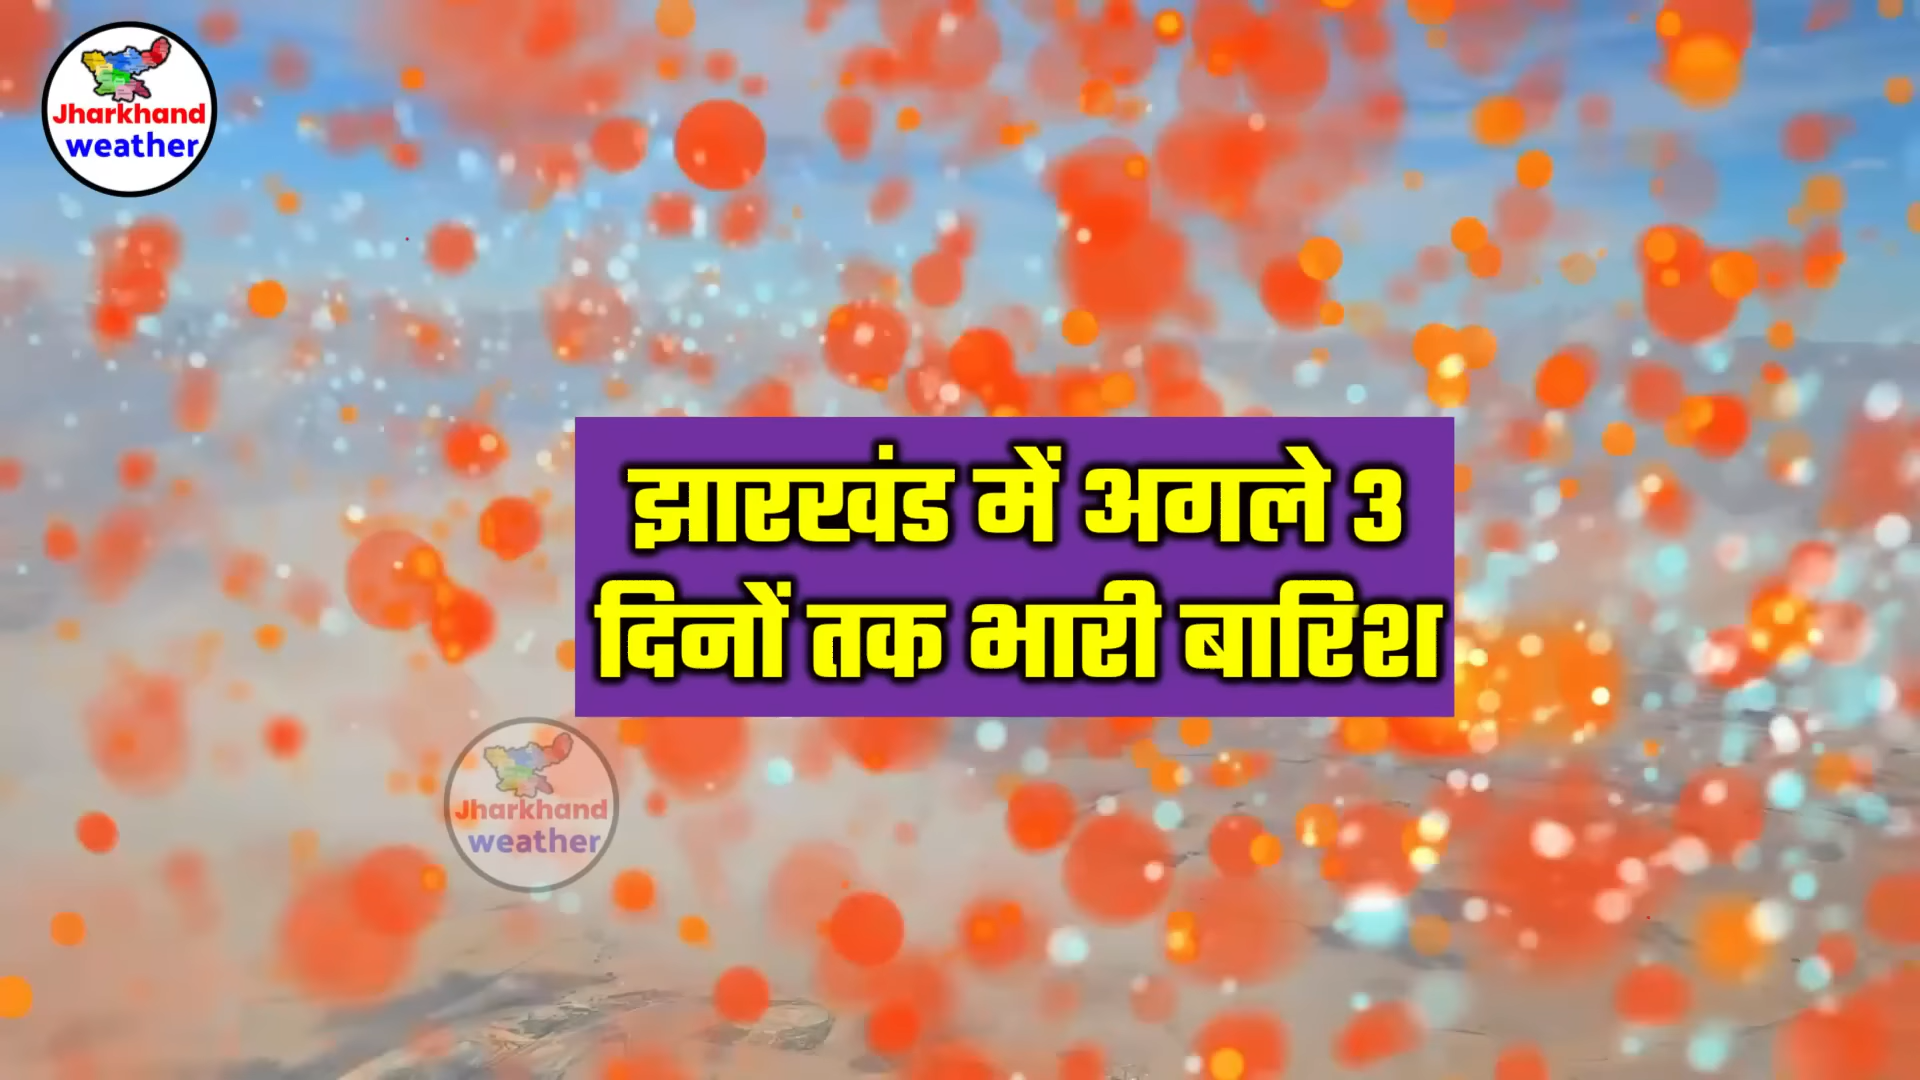 Jharkhand
weather
झारखंड में अगले 3
दिनों तक भारी बारिश
Jharkhand
weather